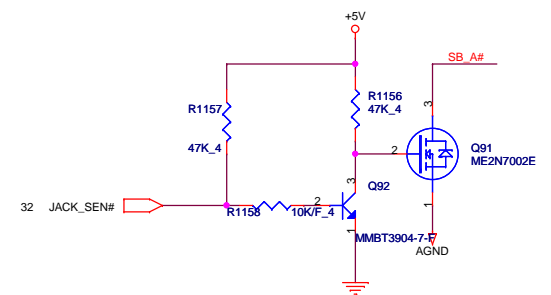 +5V
SB_A#
R1157
47K_4
R1156
47K_4
3
2
Q91
ME2N7002E
1
3
Q92
32 JACK_SEN#
R1158
10K/F_4
2
1
MMBT3904-7-F
AGND